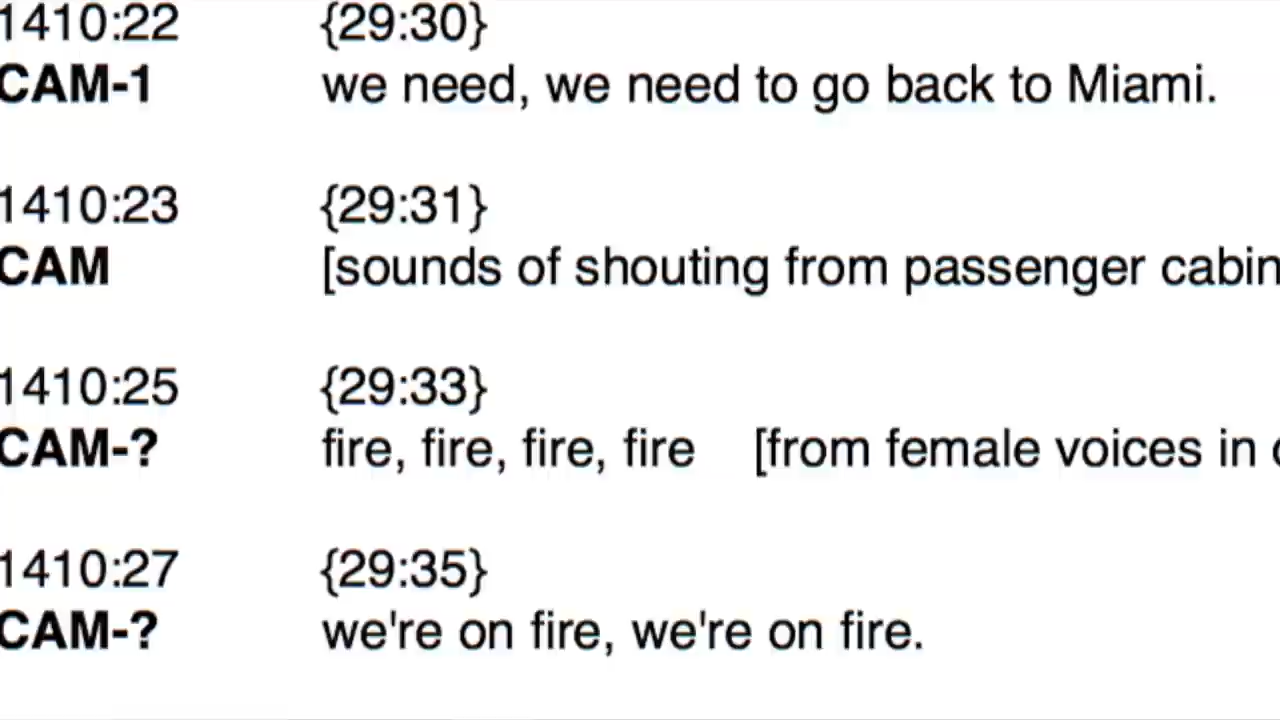 1410:22 {29:30}
CAM-1 we need, we need to go back to Miami.
1410:23 {29:31}
CAM [sounds of shouting from passenger cabin
1410:25 {29:33}
CAM-? fire, fire, fire, fire [from female voices in
1410:27 {29:35}
CAM-? we're on fire, we're on fire.